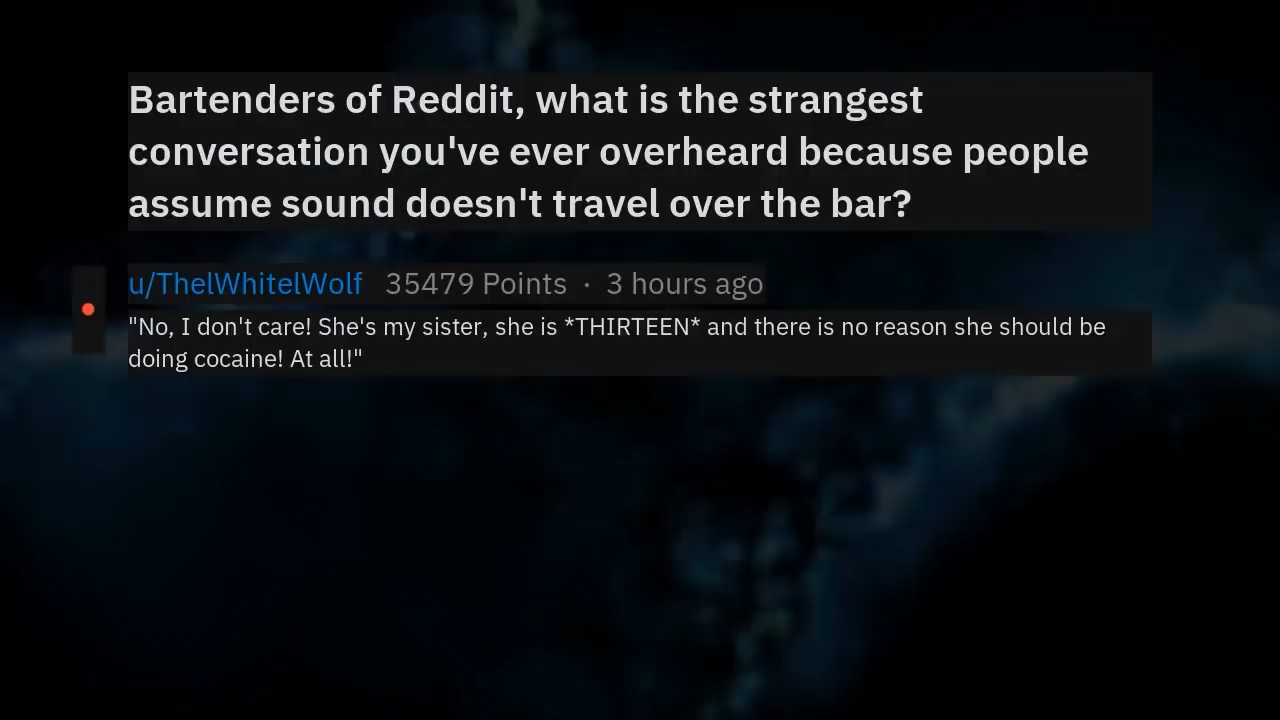 Bartenders of Reddit, what is the strangest
conversation you've ever overheard because people
assume sound doesn't travel over the bar?
u/ThelWhitelWolf 35479 Points · 3 hours ago
"No, I don't care! She's my sister, she is *THIRTEEN* and there is no reason she should be
doing cocaine! At all!"